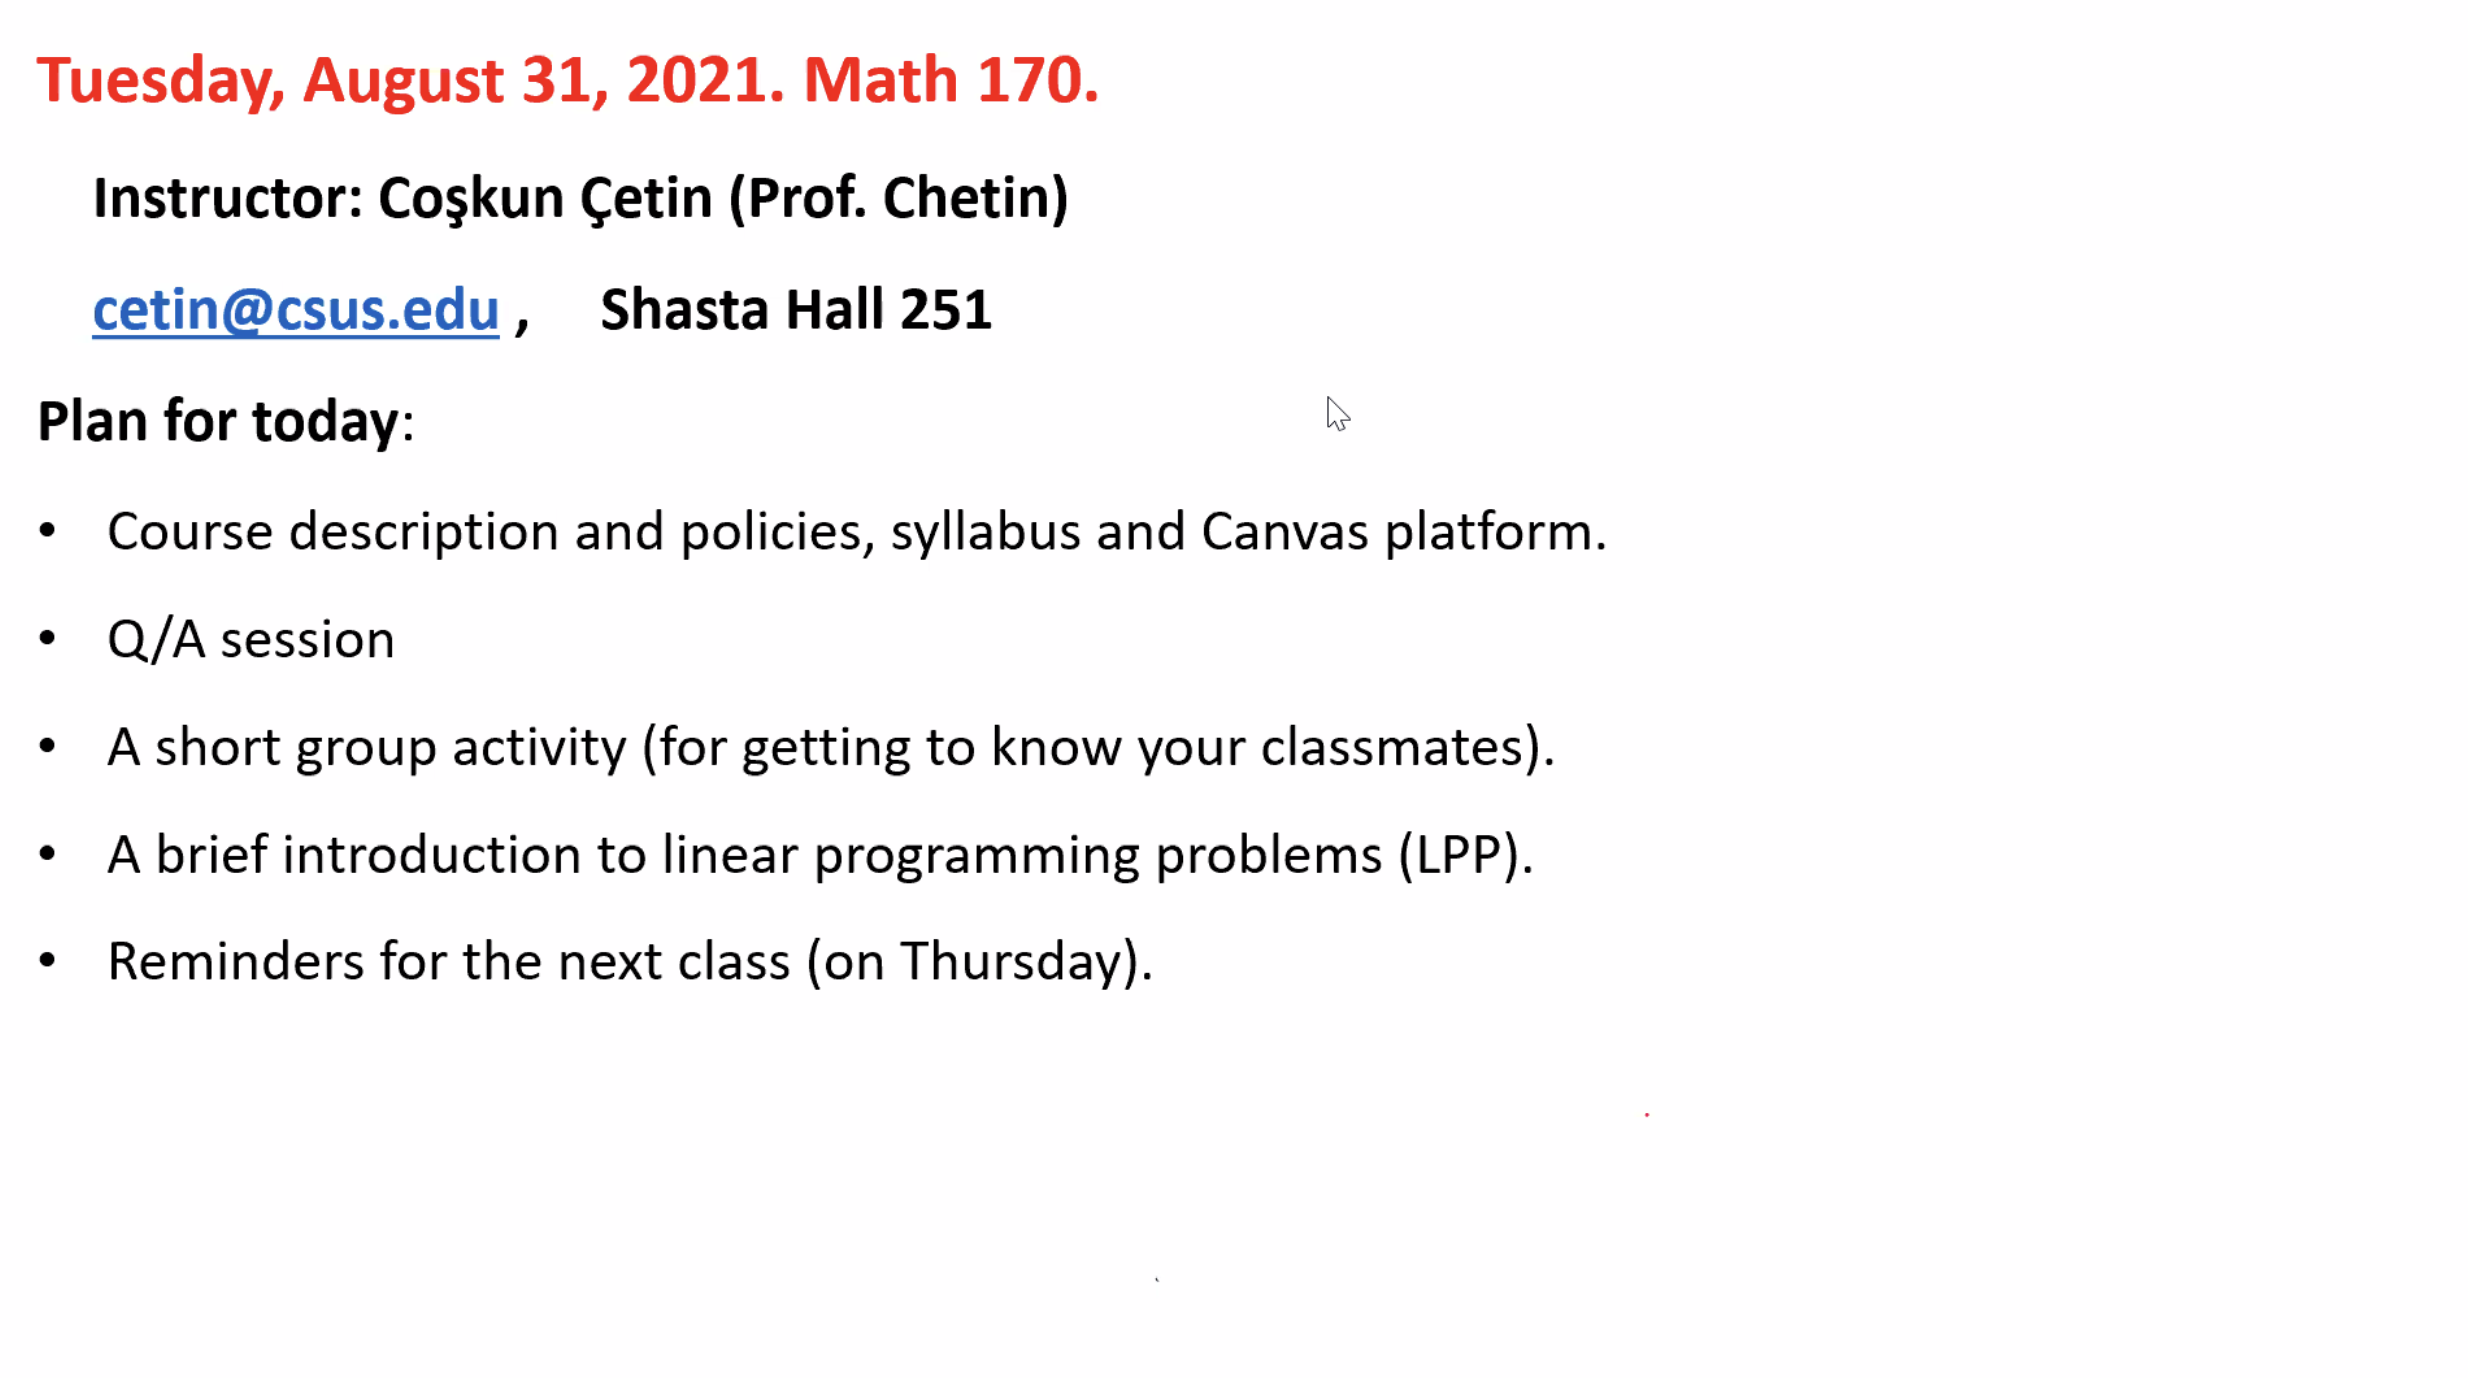 Tuesday, August 31, 2021. Math 170.
Instructor: Coşkun Çetin (Prof. Chetin)
cetin@csus.edu , Shasta Hall 251
Plan for today:
• Course description and policies, syllabus and Canvas platform.
• Q/A session
• A short group activity (for getting to know your classmates).
• A brief introduction to linear programming problems (LPP).
• Reminders for the next class (on Thursday).